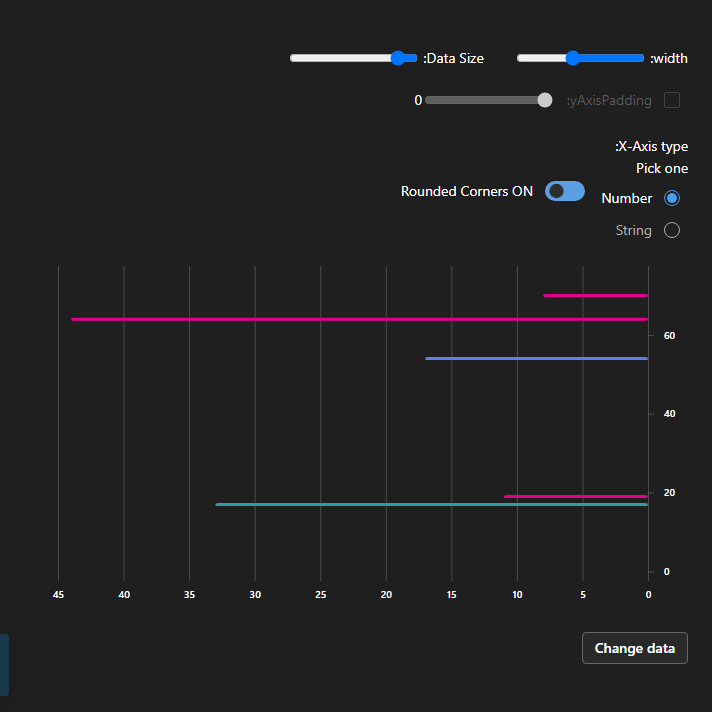 :width
:Data Size
:yAxisPadding
0
:X-Axis type
Pick one
Number
Rounded Corners ON
String
60
40
20
0
45 40 35 30 25 20 15 10 5 0
Change data